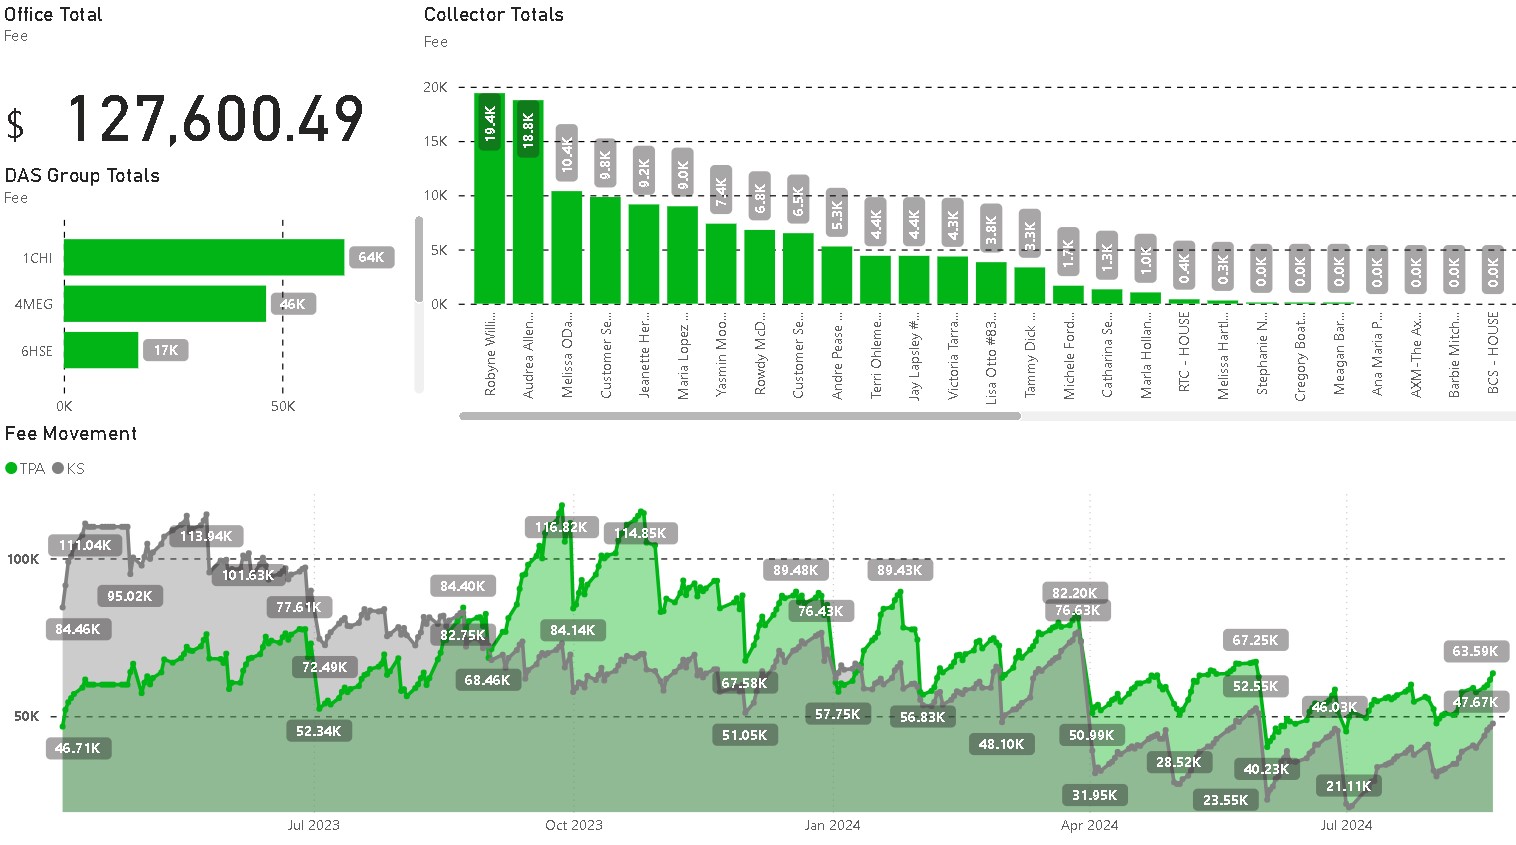 Office Total
Fee
$ 127,600.49
DAS Group Totals
Fee
1CHI
64K
4MEG
46K
6HSE
17K
0K
50K
Collector Totals
Fee
20K
15K
10K
5K
0K
19.4K
18.8K
10.4K
9.8K
9.2K
9.0K
7.4K
6.8K
6.5K
5.3K
4.4K
4.4K
4.3K
3.8K
3.3K
1.7K
1.3K
1.0K
0.4K
0.3K
0.0K
0.0K
0.0K
0.0K
0.0K
0.0K
0.0K
Robyne Willi...
Audrea Allen...
Melissa ODa...
Customer Se...
Jeanette Her...
Maria Lopez ...
Yasmin Moo...
Rowdy McD...
Customer Se...
Andre Pease ...
Terri Ohleme...
Jay Lapsley #...
Victoria Tarra...
Lisa Otto #B3...
Tammy Dick ...
Michele Ford...
Catharina Se...
Marla Hollan...
RTC - HOUSE
Melissa Hartl...
Stephanie N...
Cregory Boat...
Meagan Bar...
Ana Maria P...
AXM-The Ax...
Barbie Mitch...
BCS - HOUSE
Fee Movement
TPA KS
100K
50K
111.04K
84.46K
95.02K
46.71K
113.94K
101.63K
77.61K
72.49K
52.34K
84.40K
82.75K
68.46K
116.82K
84.14K
114.85K
67.58K
51.05K
89.48K
76.43K
57.75K
89.43K
56.83K
48.10K
82.20K
76.63K
50.99K
31.95K
28.52K
67.25K
52.55K
23.55K
40.23K
46.03K
21.11K
63.59K
47.67K
Jul 2023
Oct 2023
Jan 2024
Apr 2024
Jul 2024